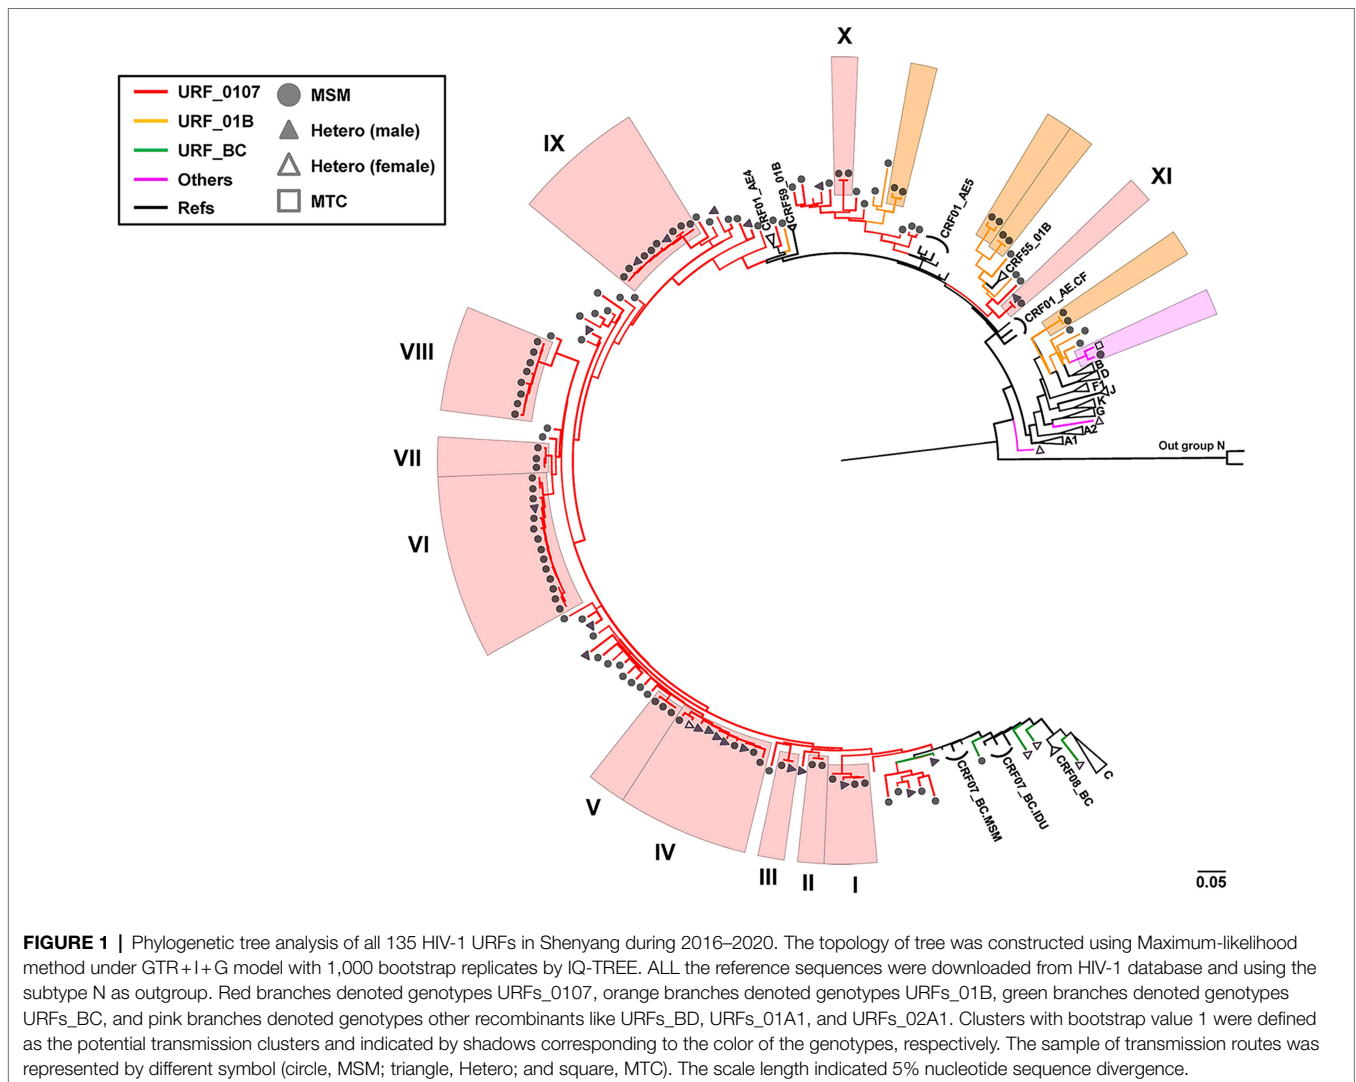 URF_0107
URF_01B
URF_BC
Others
Refs
MSM
Hetero (male)
Hetero (female)
MTC
X
IX
XI
VIII
VII
VI
V
IV
III
II
I
CRF01_AE4
CRF59_01B
CRF01_AE5
CRF55_01B
CRF01_AE.CF
B
D
F1
J
K
G
A2
A1
Out group N
CRF07_BC.MSM
CRF07_BC.IDU
CRF08_BC
C
0.05
FIGURE 1 | Phylogenetic tree analysis of all 135 HIV-1 URFs in Shenyang during 2016–2020. The topology of tree was constructed using Maximum-likelihood
method under GTR+I+G model with 1,000 bootstrap replicates by IQ-TREE. ALL the reference sequences were downloaded from HIV-1 database and using the
subtype N as outgroup. Red branches denoted genotypes URFs_0107, orange branches denoted genotypes URFs_01B, green branches denoted genotypes
URFs_BC, and pink branches denoted genotypes other recombinants like URFs_BD, URFs_01A1, and URFs_02A1. Clusters with bootstrap value 1 were defined
as the potential transmission clusters and indicated by shadows corresponding to the color of the genotypes, respectively. The sample of transmission routes was
represented by different symbol (circle, MSM; triangle, Hetero; and square, MTC). The scale length indicated 5% nucleotide sequence divergence.